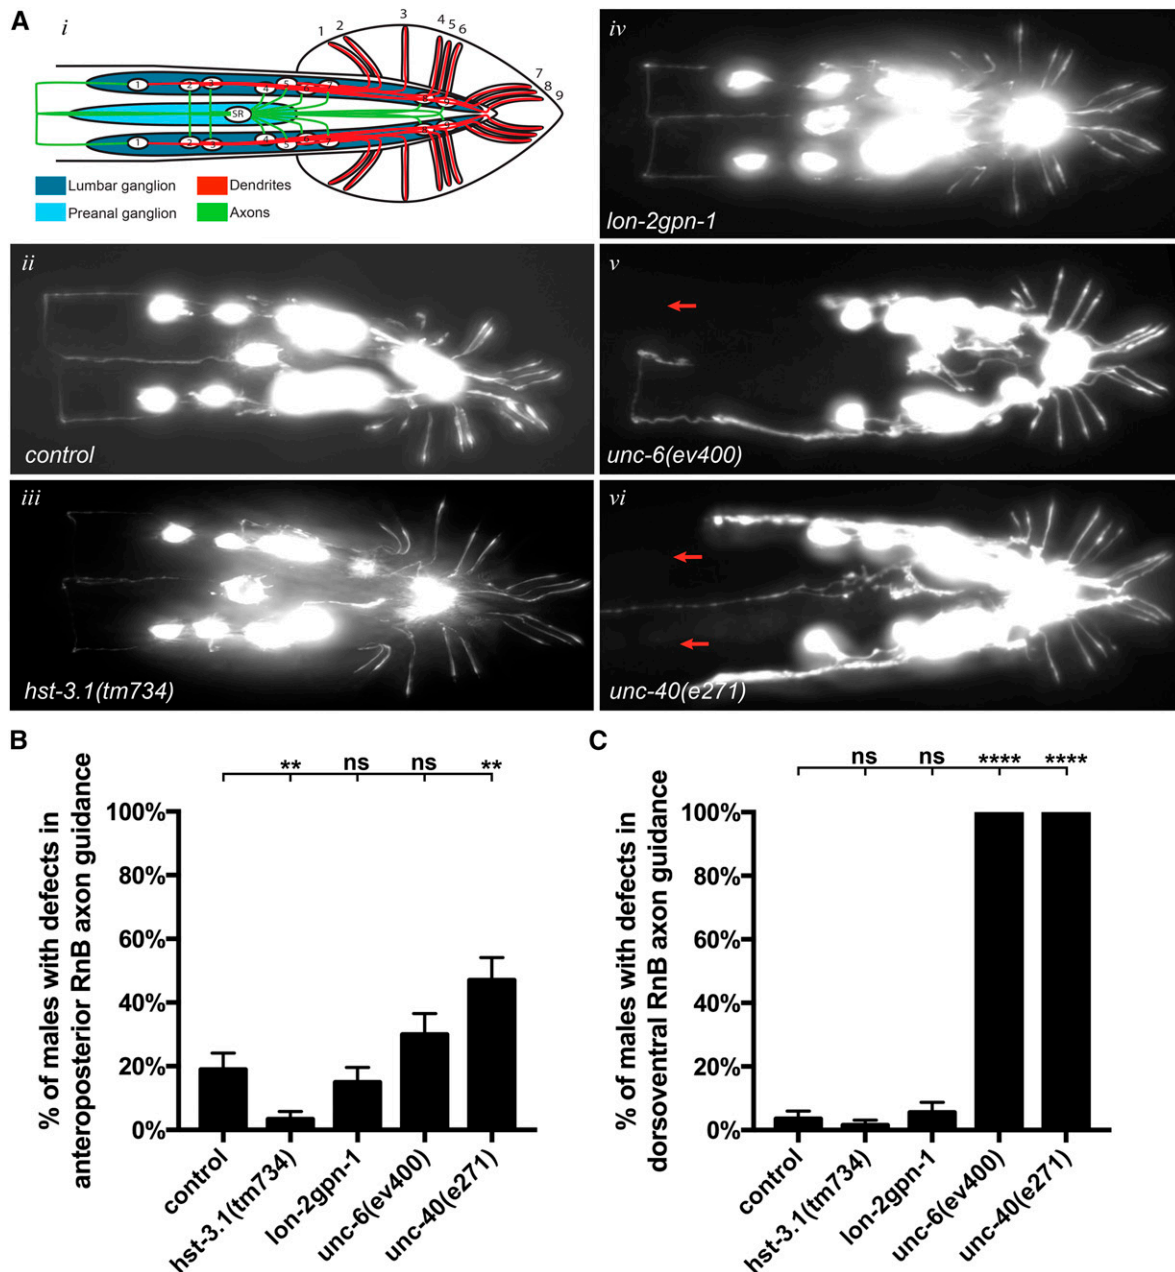 A
i
1 2 3 4 5 6 7 8 9
1 2 3 4 5 6 7
SR
1 2 3 4 5 6 7
Lumbar ganglion
Dendrites
Preanal ganglion
Axons
ii
control
iii
hst-3.1(tm734)
iv
lon-2gpn-1
v
unc-6(ev400)
vi
unc-40(e271)
B
** ns ns **
% of males with defects in
anteroposterior RnB axon guidance
100%
80%
60%
40%
20%
0%
control
hst-3.1(tm734)
lon-2gpn-1
unc-6(ev400)
unc-40(e271)
C
ns ns **** ****
% of males with defects in
dorsoventral RnB axon guidance
100%
80%
60%
40%
20%
0%
control
hst-3.1(tm734)
lon-2gpn-1
unc-6(ev400)
unc-40(e271)